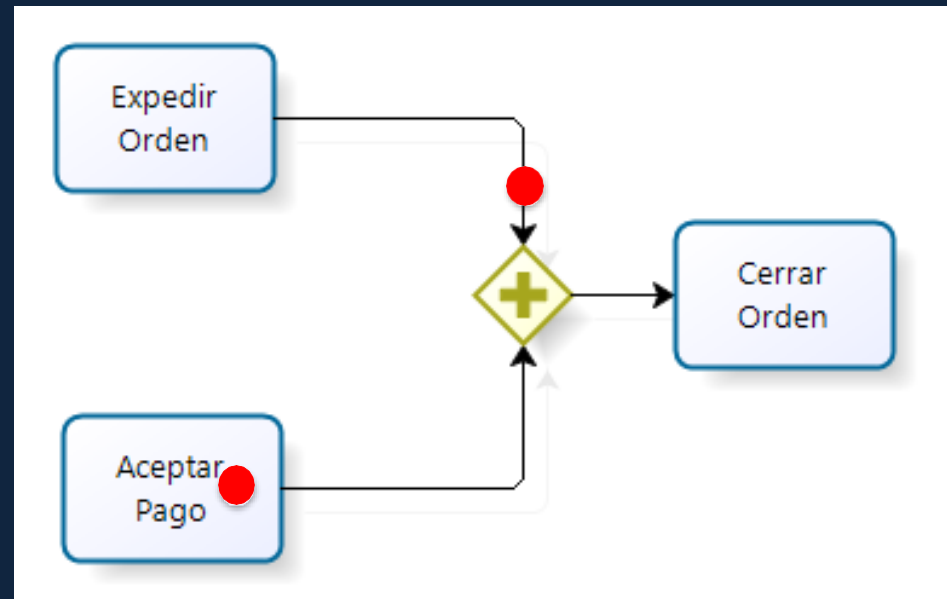 Expedir
Orden
Cerrar
Orden
Aceptar
Pago